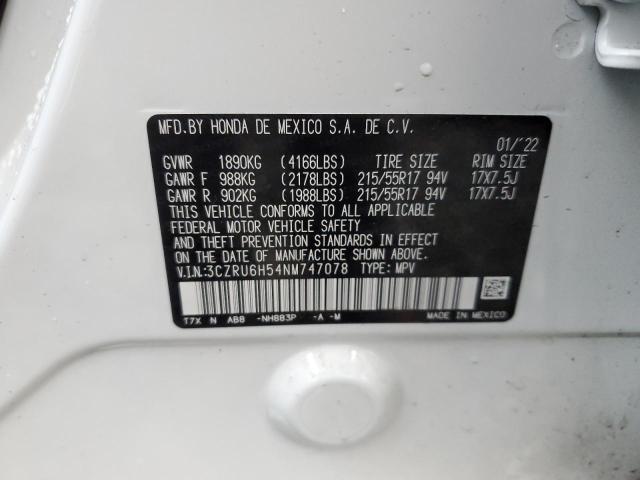 MFD.BY HONDA DE MEXICO S.A. DE C.V.
01/'22
GVWR 1890KG (4166LBS) TIRE SIZE RIM SIZE
GAWR F 988KG (2178LBS) 215/55R17 94V 17X7.5J
GAWR R 902KG (1988LBS) 215/55R17 94V 17X7.5J
THIS VEHICLE CONFORMS TO ALL APPLICABLE
FEDERAL MOTOR VEHICLE SAFETY
AND THEFT PREVENTION STANDARDS IN EFFECT
ON THE DATE OF MANUFACTURE SHOWN ABOVE.
V.I.N.:3CZRU6H54NM747078 TYPE: MPV
T7X N AB8 -NH883P -A -M MADE IN MEXICO